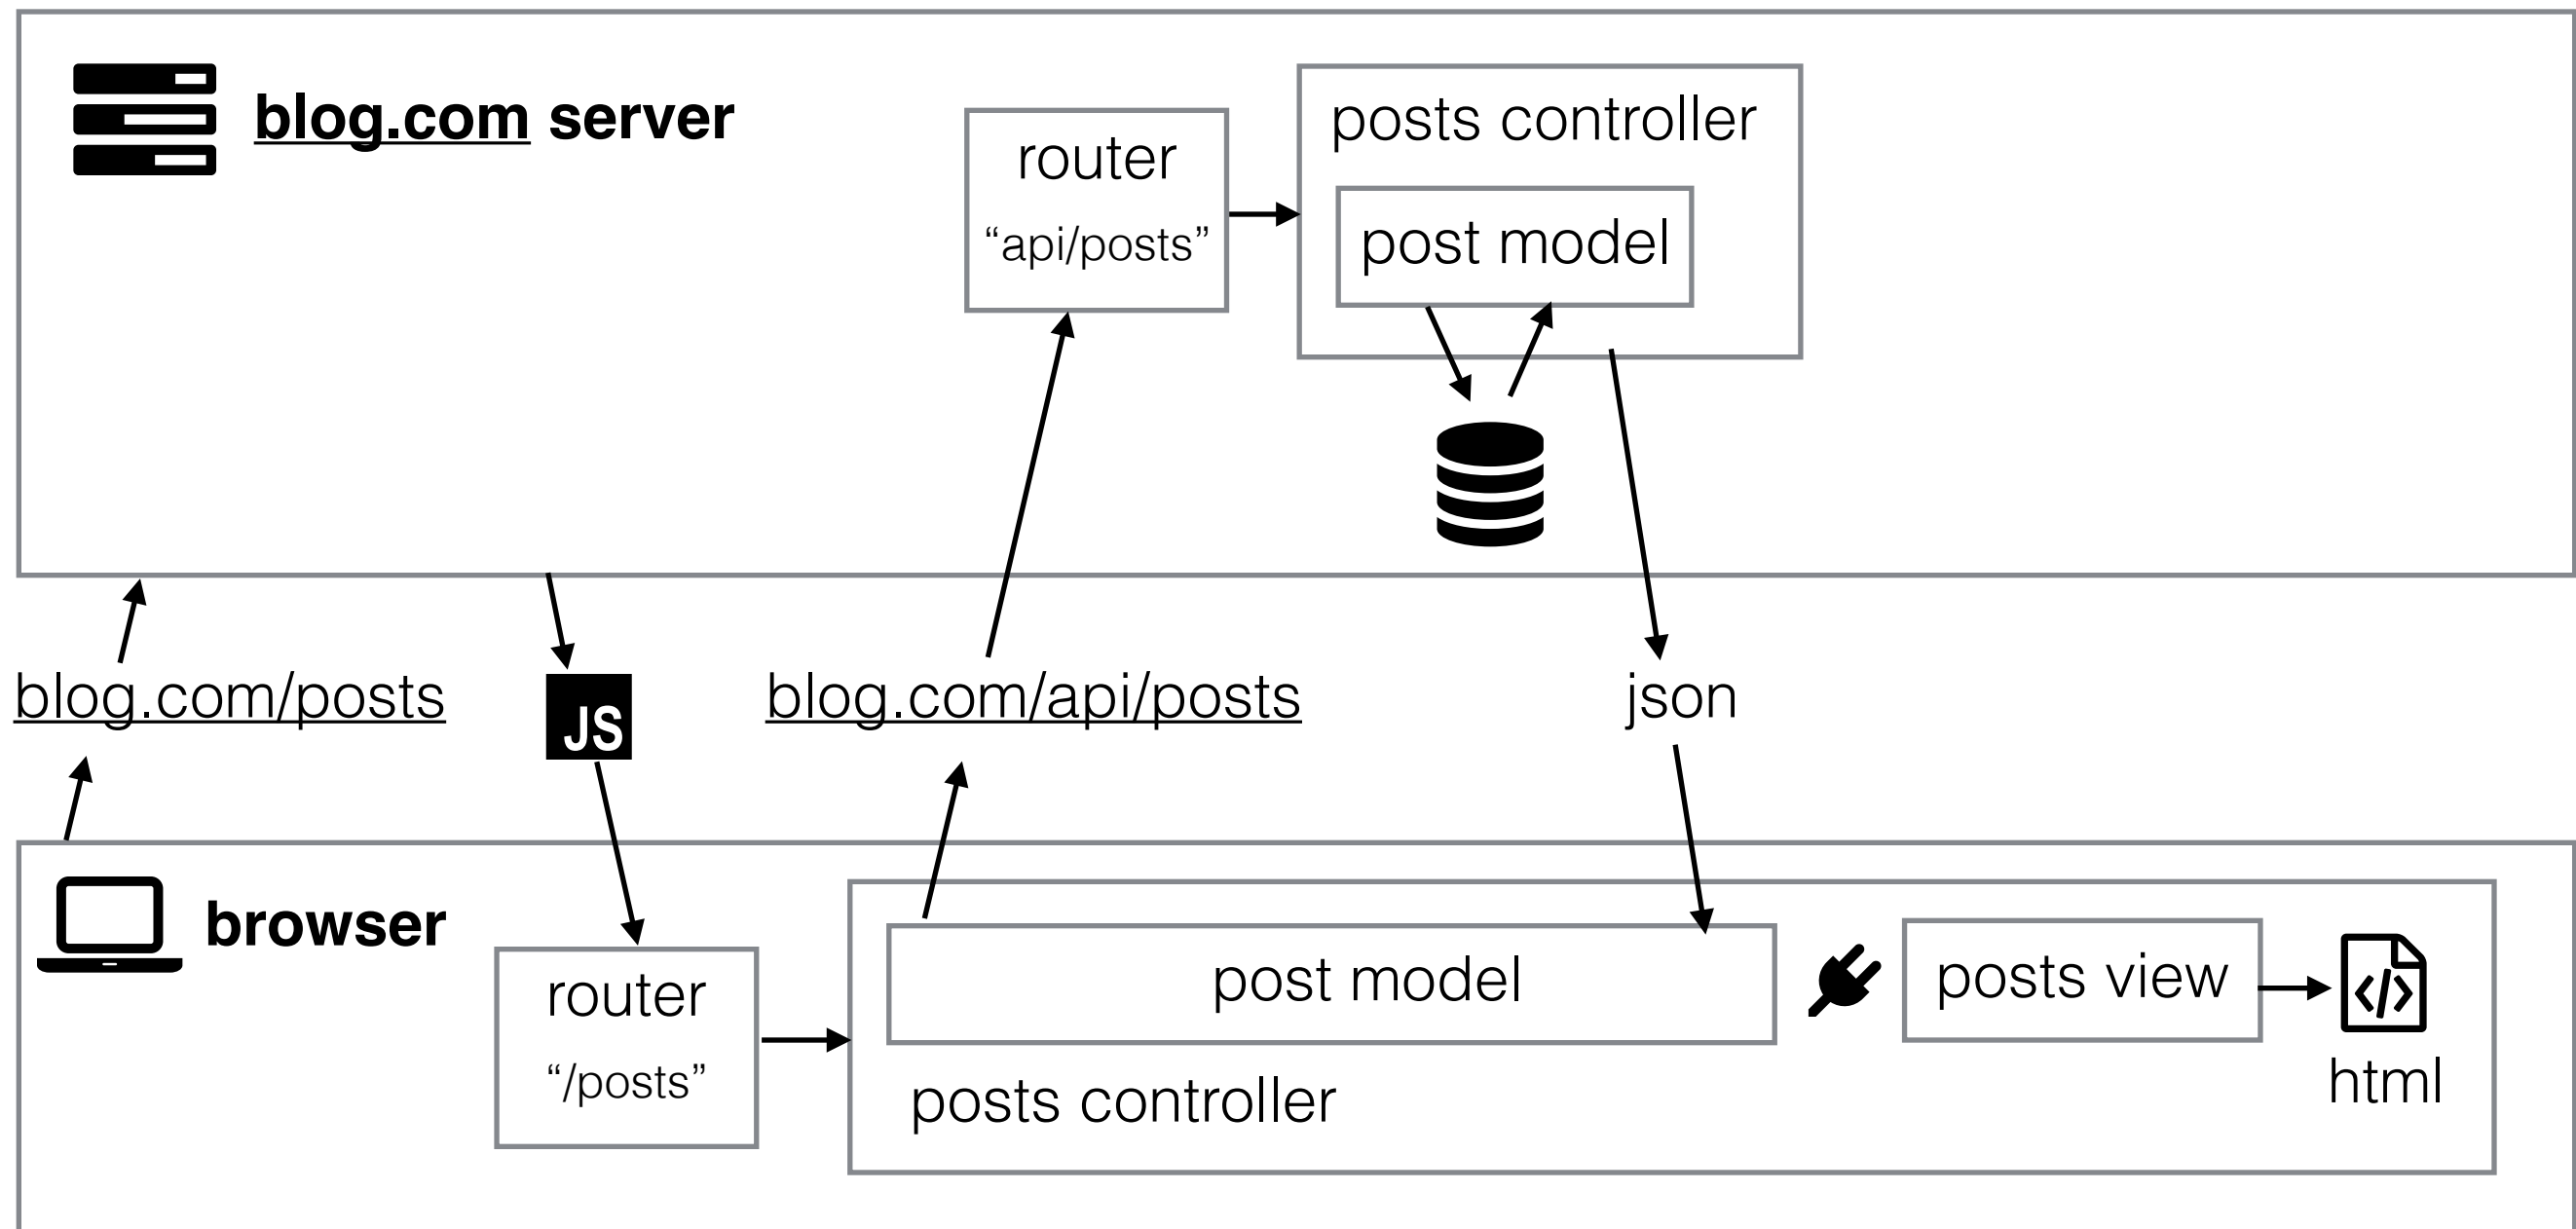 blog.com server
router
“api/posts”
posts controller
post model
blog.com/posts
JS
blog.com/api/posts
json
browser
router
“/posts”
post model
posts controller
posts view
</>
html